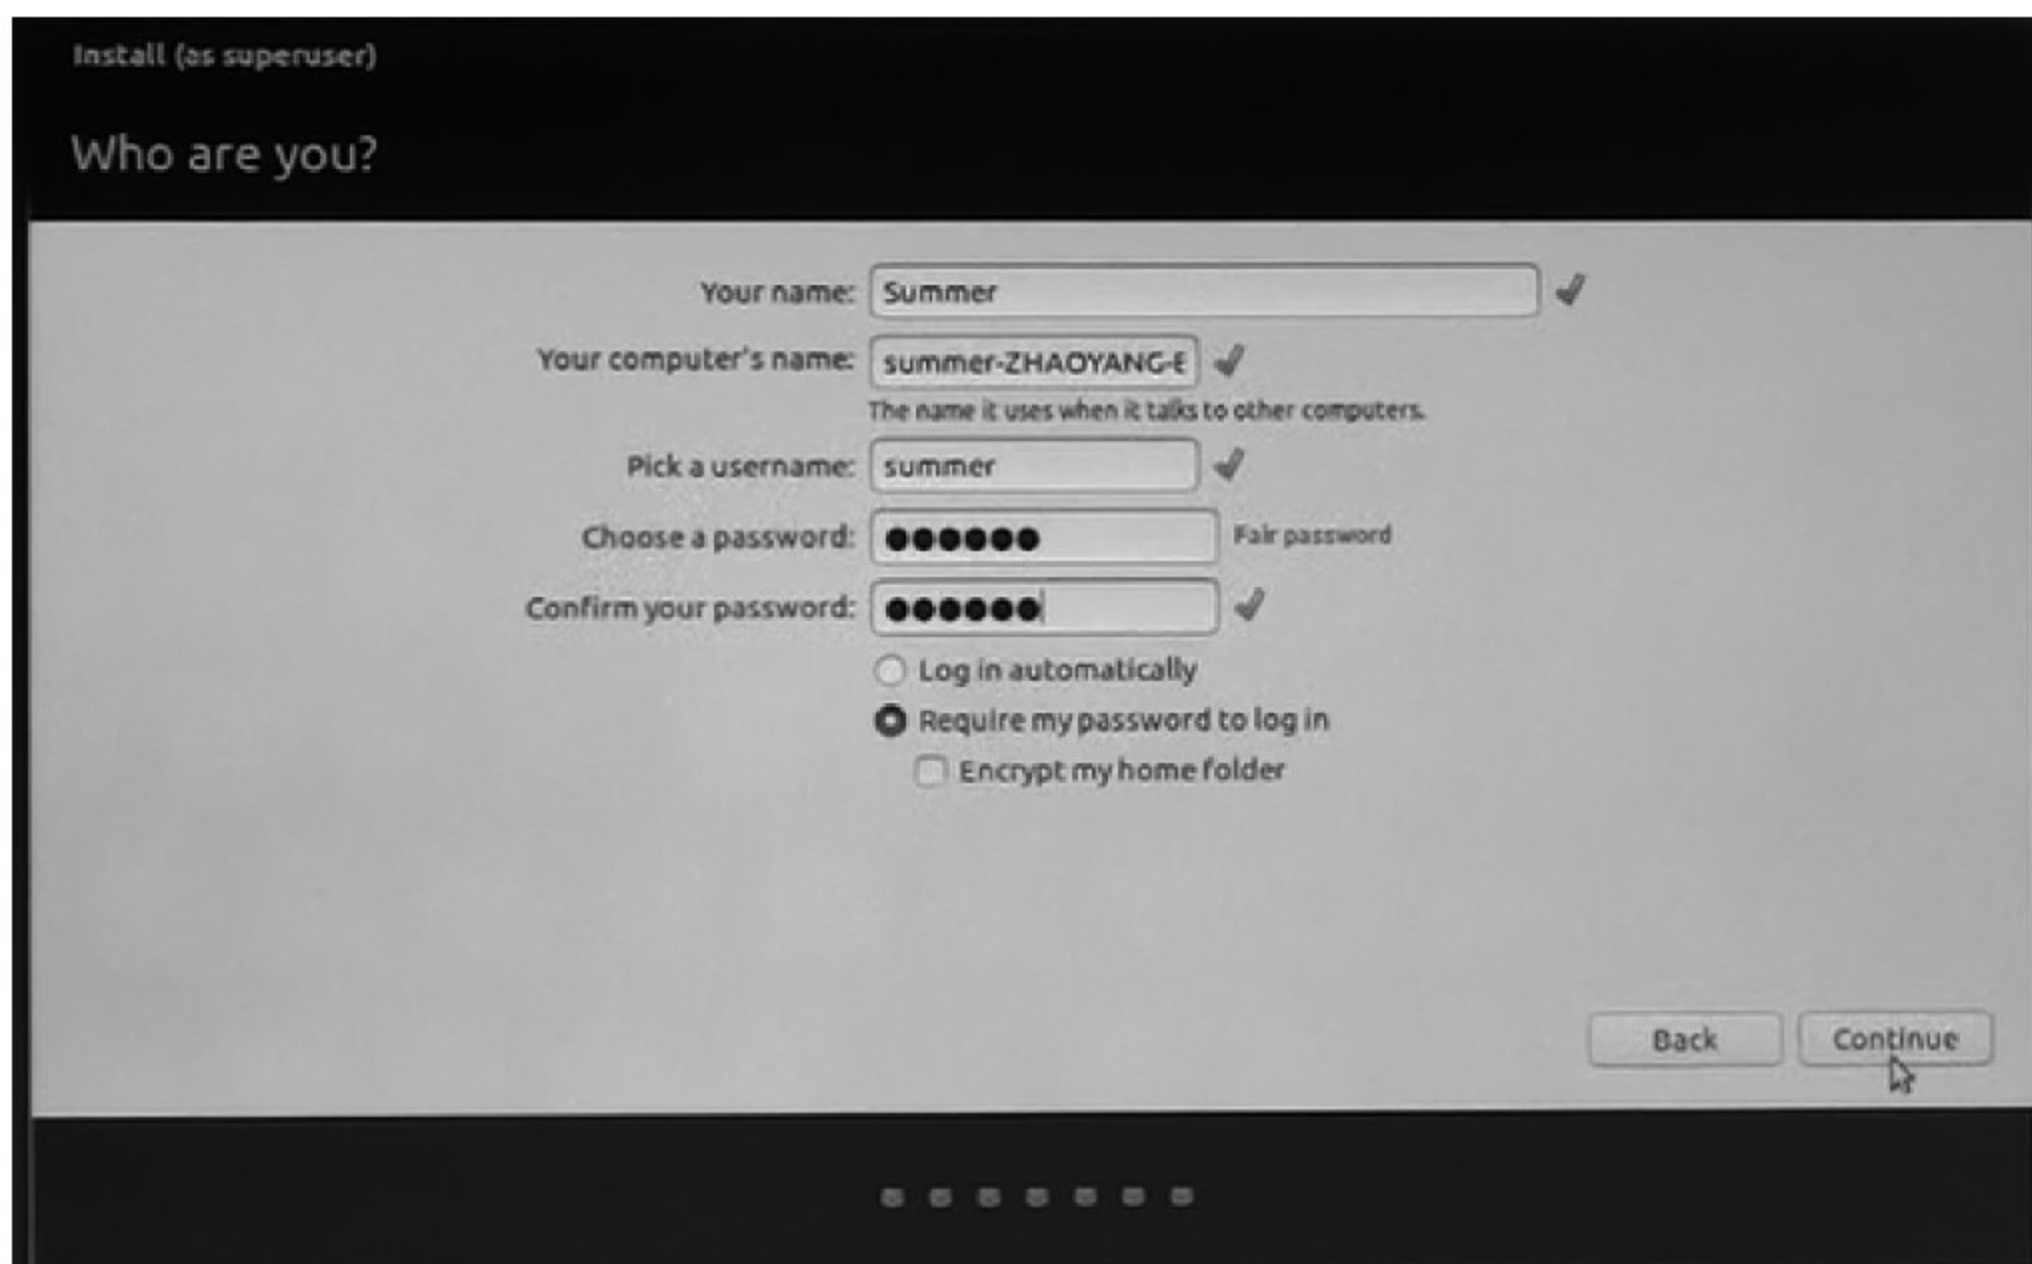 Install (as superuser)
Who are you?
Your name: Summer
Your computer's name: summer-ZHAOYANG-E
The name it uses when it talks to other computers.
Pick a username: summer
Choose a password: ●●●●●● Fair password
Confirm your password: ●●●●●●
Log in automatically
Require my password to log in
Encrypt my home folder
Back Continue